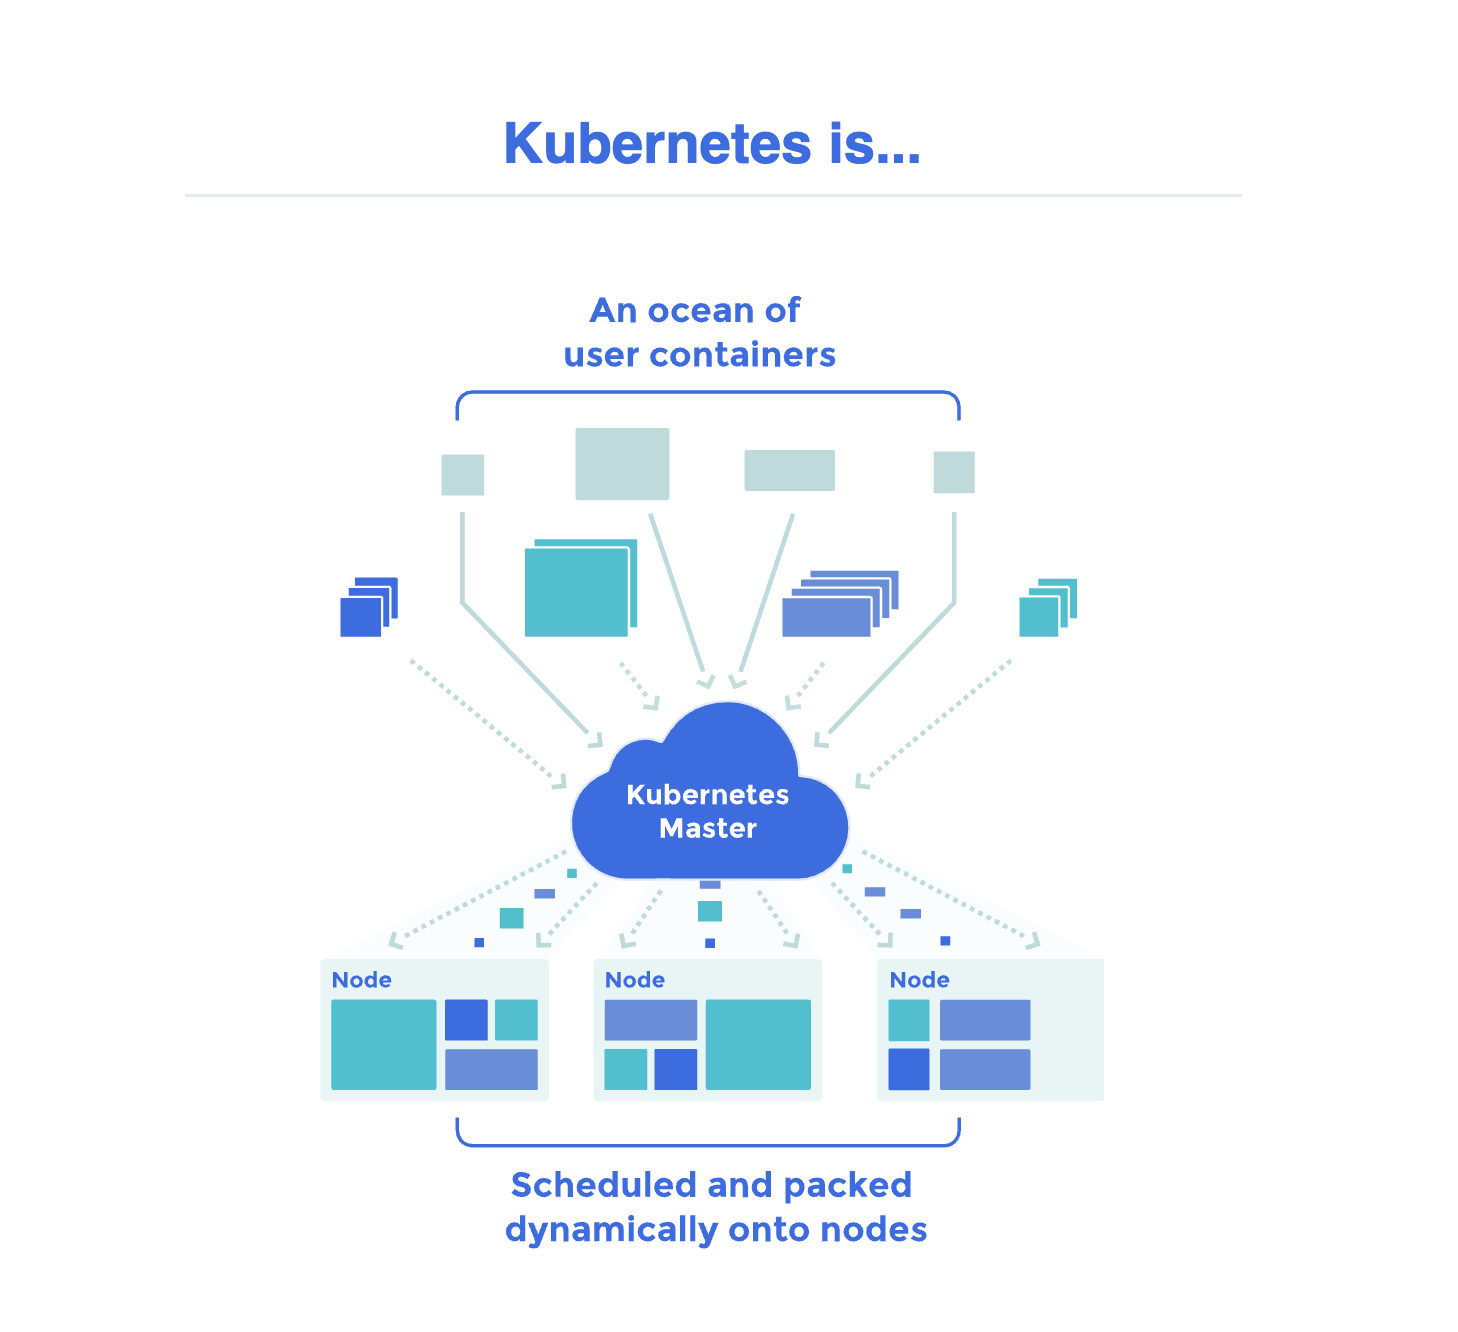 Kubernetes is...
An ocean of
user containers
Kubernetes
Master
Node
Node
Node
Scheduled and packed
dynamically onto nodes